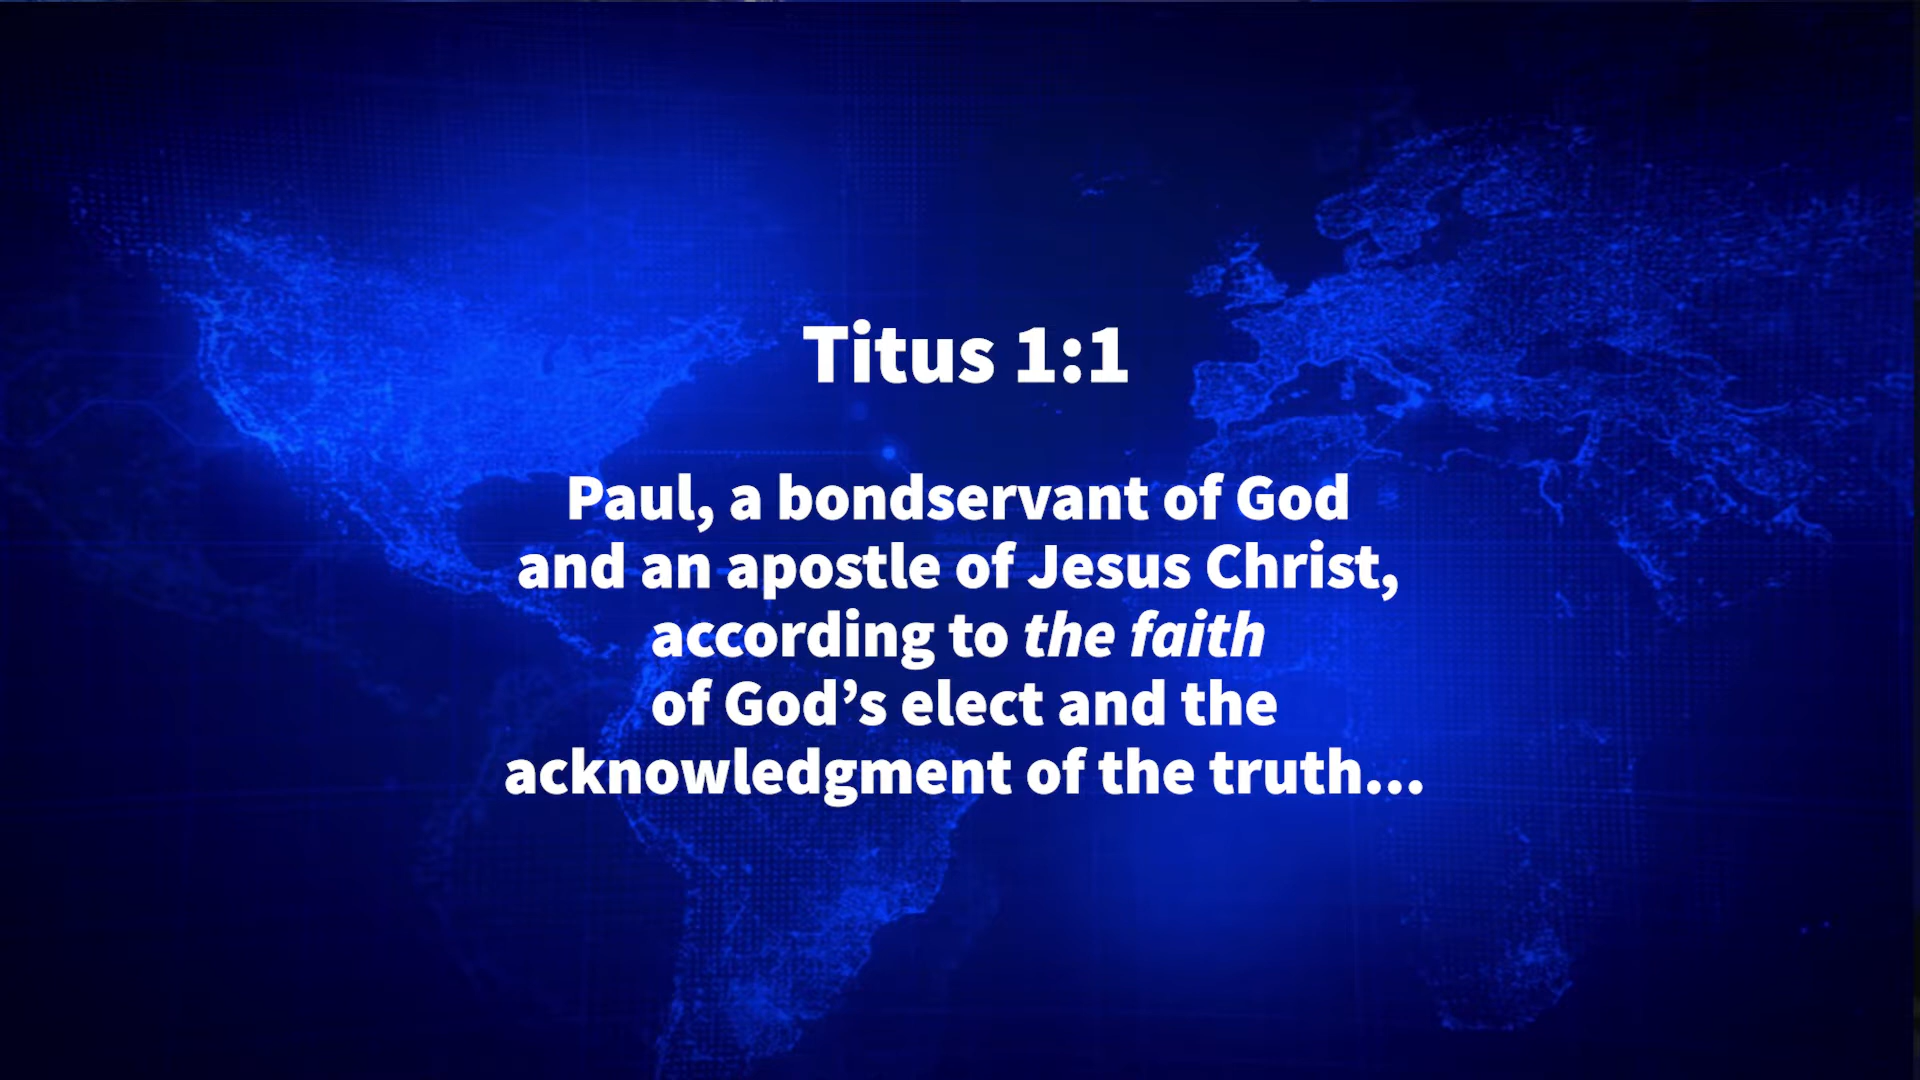 Titus 1:1
Paul, a bondservant of God
and an apostle of Jesus Christ,
according to the faith
of God’s elect and the
acknowledgment of the truth...